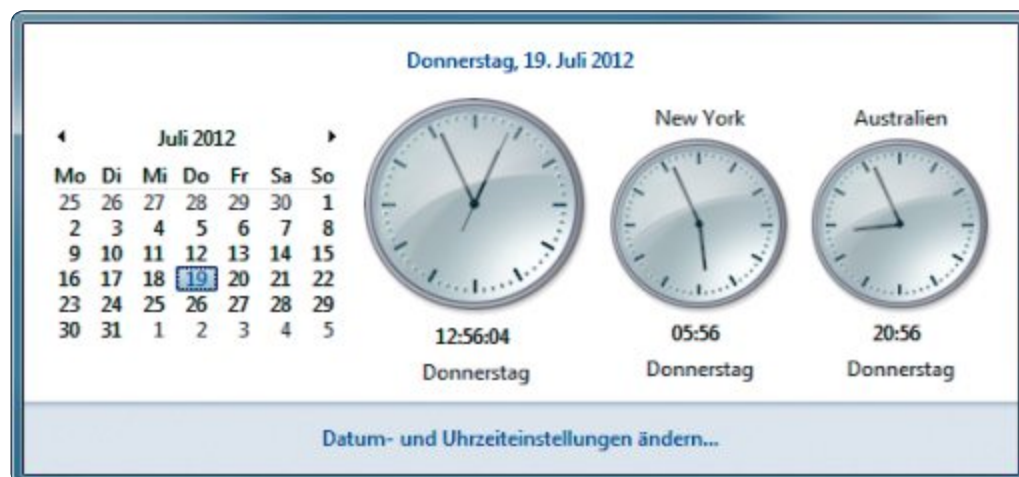 Donnerstag, 19. Juli 2012
Juli 2012
Mo Di Mi Do Fr Sa So
25 26 27 28 29 30 1
2 3 4 5 6 7 8
9 10 11 12 13 14 15
16 17 18 19 20 21 22
23 24 25 26 27 28 29
30 31 1 2 3 4 5
12:56:04
Donnerstag
New York
05:56
Donnerstag
Australien
20:56
Donnerstag
Datum- und Uhrzeiteinstellungen ändern...